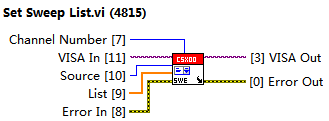 Set Sweep List.vi (4815)
Channel Number [7]
VISA In [11]
Source [10]
List [9]
Error In [8]
CSX00
SWE
[3] VISA Out
[0] Error Out